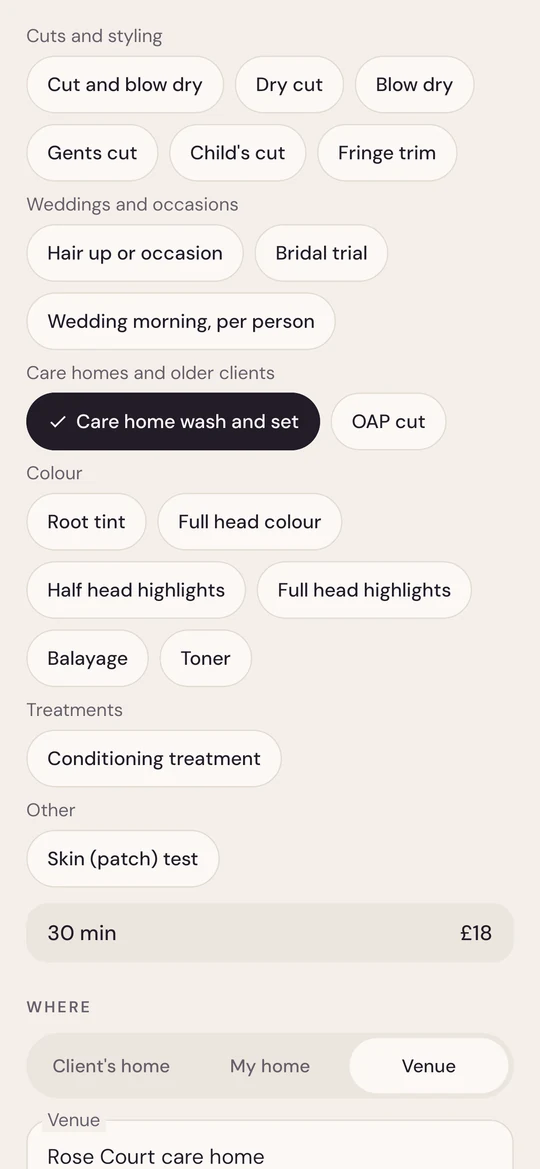 Cuts and styling
Cut and blow dry Dry cut Blow dry
Gents cut Child's cut Fringe trim
Weddings and occasions
Hair up or occasion Bridal trial
Wedding morning, per person
Care homes and older clients
Care home wash and set OAP cut
Colour
Root tint Full head colour
Half head highlights Full head highlights
Balayage Toner
Treatments
Conditioning treatment
Other
Skin (patch) test
30 min £18
WHERE
Client's home My home Venue
Venue
Rose Court care home